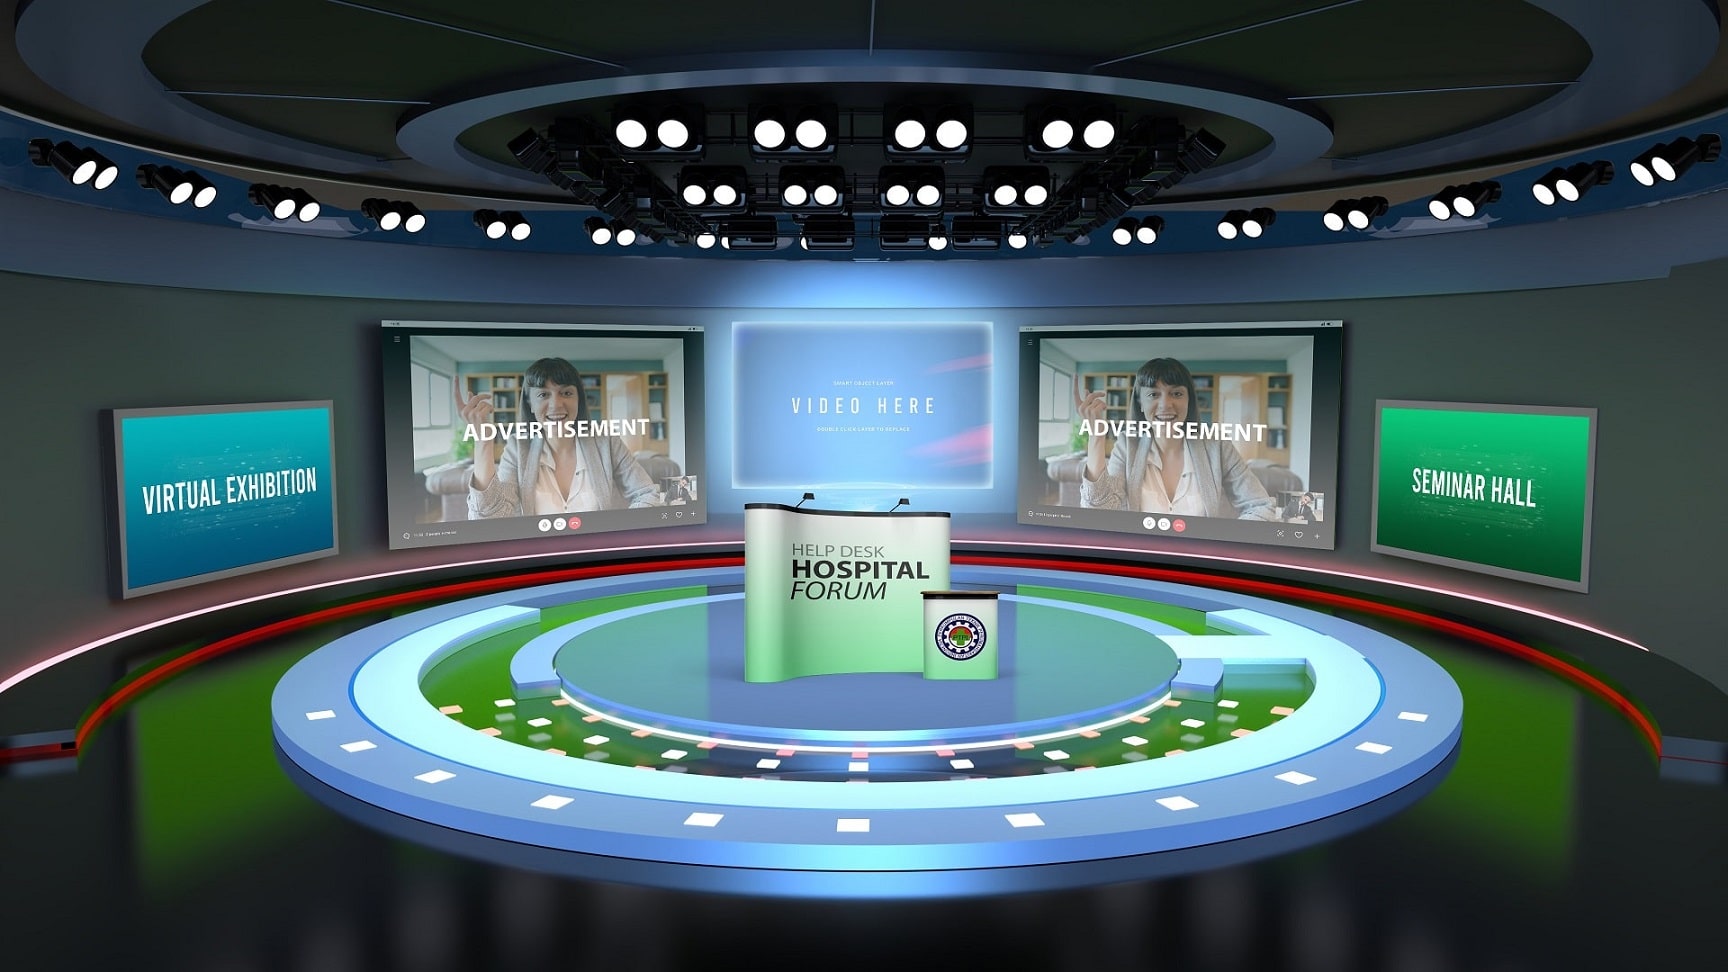 VIRTUAL EXHIBITION
ADVERTISEMENT
SMART OBJECT LAYER
VIDEO HERE
DOUBLE CLICK LAYER TO REPLACE
ADVERTISEMENT
SEMINAR HALL
HELP DESK
HOSPITAL
FORUM